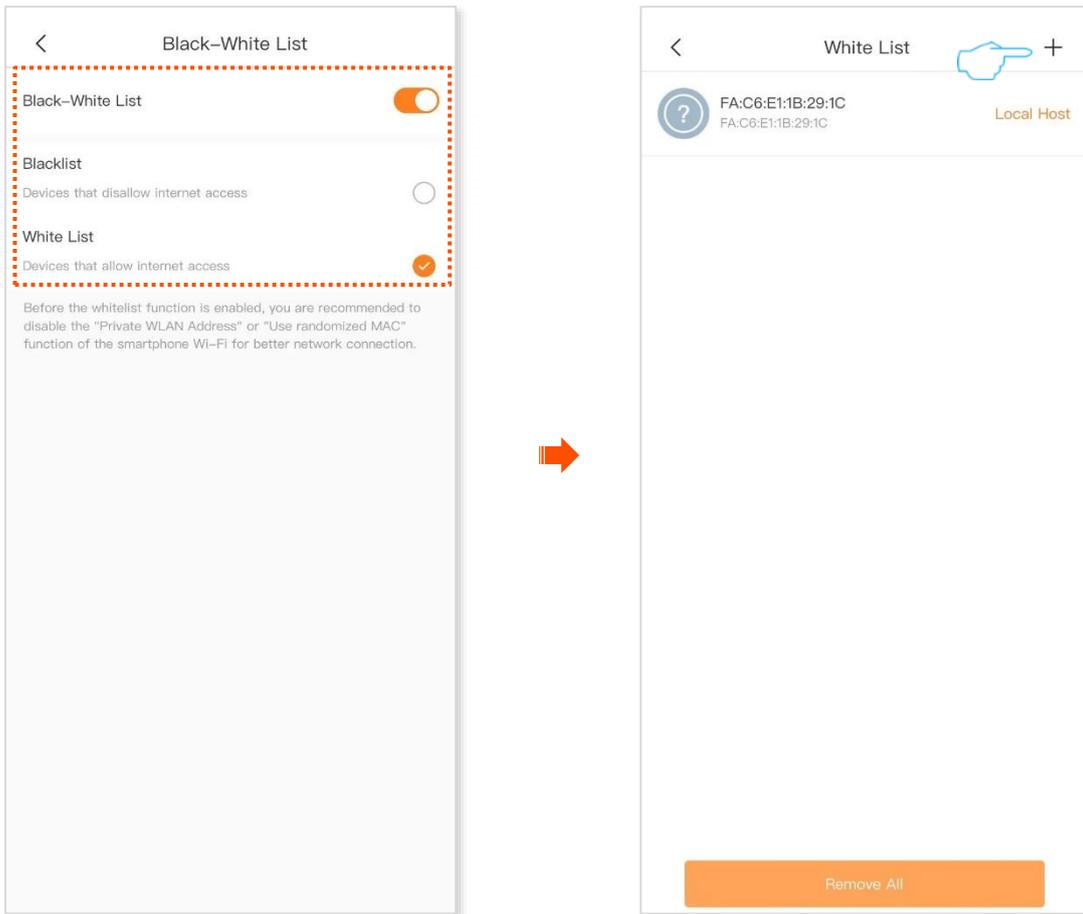 Black-White List
Black-White List
Blacklist
Devices that disallow internet access
White List
Devices that allow internet access
Before the whitelist function is enabled, you are recommended to
disable the "Private WLAN Address" or "Use randomized MAC"
function of the smartphone Wi-Fi for better network connection.
White List
FA:C6:E1:1B:29:1C
FA:C6:E1:1B:29:1C
Local Host
Remove All